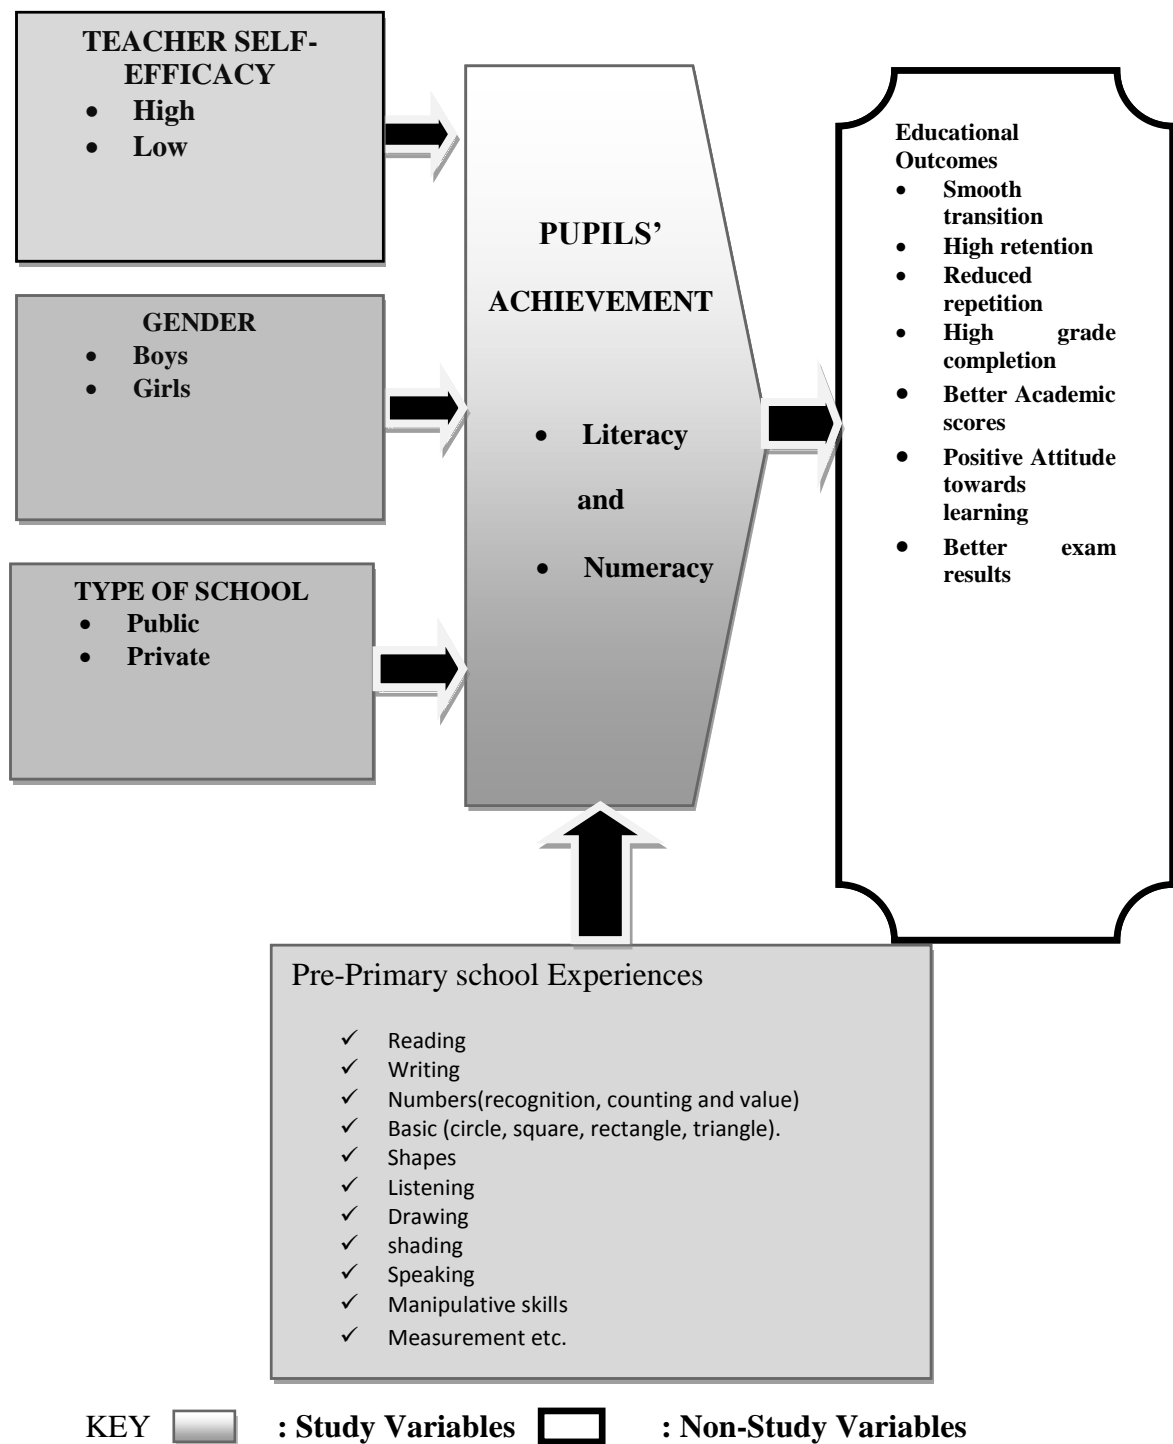 TEACHER SELF-
EFFICACY
• High
• Low
GENDER
• Boys
• Girls
TYPE OF SCHOOL
• Public
• Private
PUPILS’
ACHIEVEMENT
• Literacy
and
• Numeracy
Educational
Outcomes
• Smooth
transition
• High retention
• Reduced
repetition
• High grade
completion
• Better Academic
scores
• Positive Attitude
towards
learning
• Better exam
results
Pre-Primary school Experiences
✓ Reading
✓ Writing
✓ Numbers(recognition, counting and value)
✓ Basic (circle, square, rectangle, triangle).
✓ Shapes
✓ Listening
✓ Drawing
✓ shading
✓ Speaking
✓ Manipulative skills
✓ Measurement etc.
KEY : Study Variables : Non-Study Variables